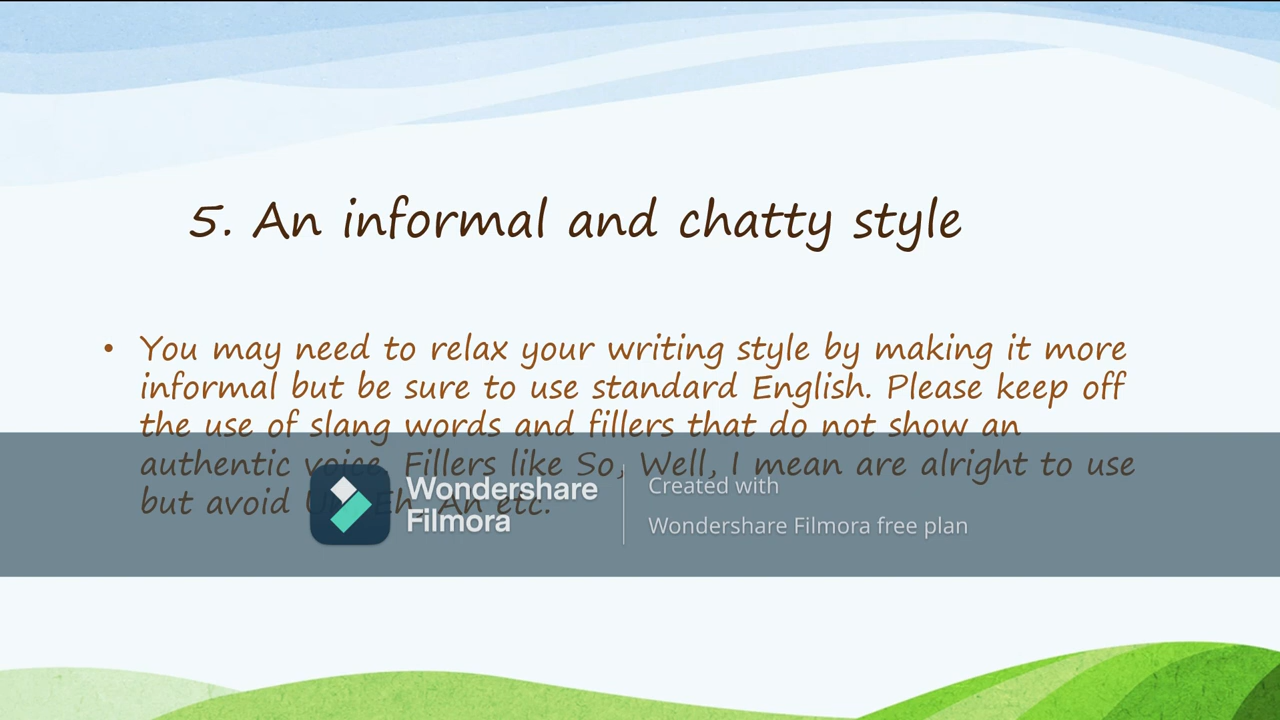 5. An informal and chatty style
• You may need to relax your writing style by making it more
informal but be sure to use standard English. Please keep off
the use of slang words and fillers that do not show an
authentic voice. Fillers like So, Well, I mean are alright to use
but avoid Eh, An etc.
Wondershare
Filmora
Created with
Wondershare Filmora free plan